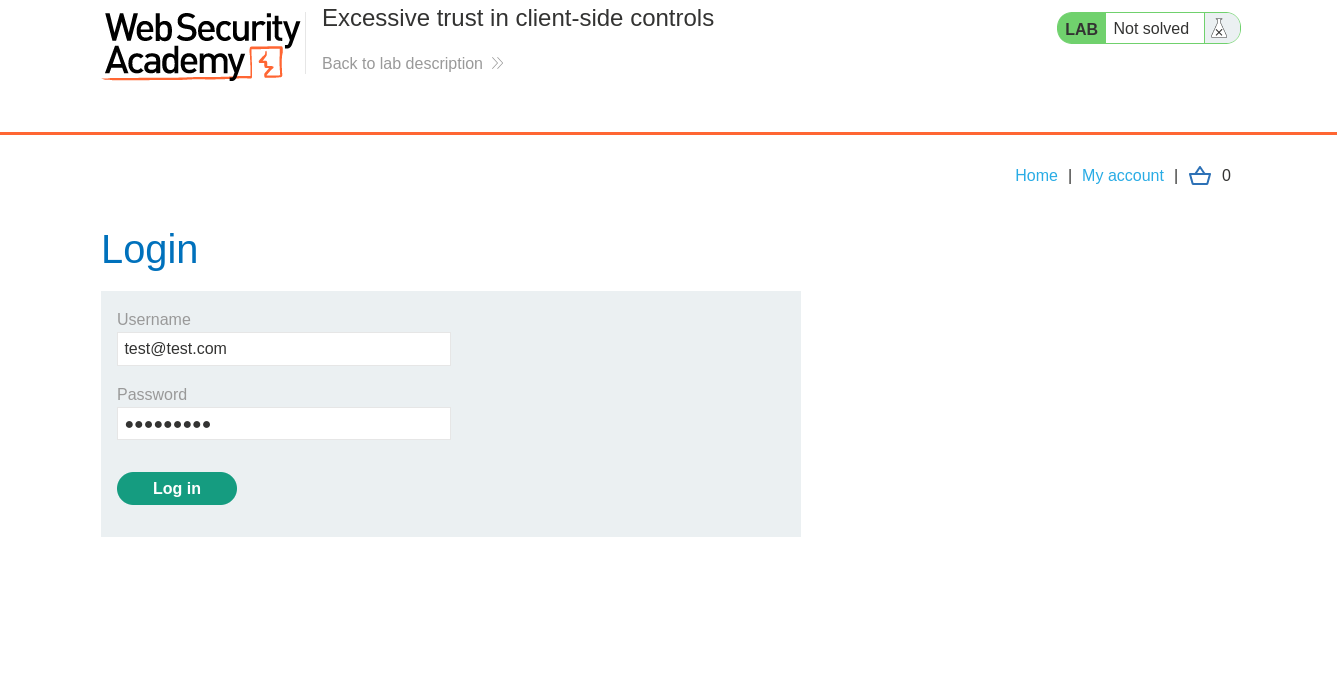 Web Security
Academy
Excessive trust in client-side controls
Back to lab description
LAB Not solved
Home | My account | 0
Login
Username
test@test.com
Password
●●●●●●●●●
Log in